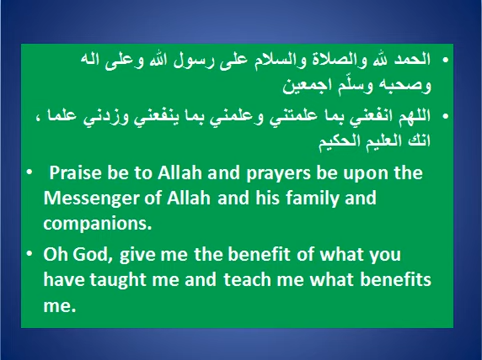 • الحمد لله والصلاة والسلام على رسول الله وعلى اله
وصحبه وسلّم اجمعين
• اللهم انفعني بما علمتني وعلمني بما ينفعني وزدني علما ،
انك العليم الحكيم
• Praise be to Allah and prayers be upon the
Messenger of Allah and his family and
companions.
• Oh God, give me the benefit of what you
have taught me and teach me what benefits
me.